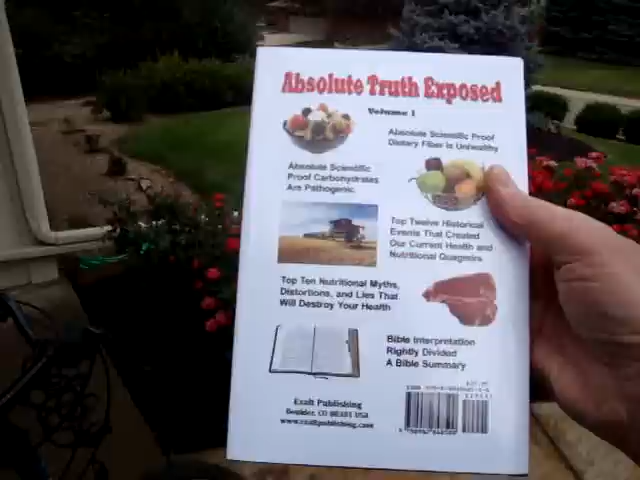 Absolute Truth Exposed
Volume 1
Absolute Scientific Proof
Dietary Fiber is Unhealthy
Absolute Scientific
Proof Carbohydrates
Are Pathogenic
Top Twelve Historical
Events That Created
Our Current Health and
Nutritional Quagmire
Top Ten Nutritional Myths,
Distortions, and Lies That
Will Destroy Your Health
Bible Interpretation
Rightly Divided
A Bible Summary
Exalt Publishing
Boulder, CO USA
www.exaltpublishing.com
ISBN